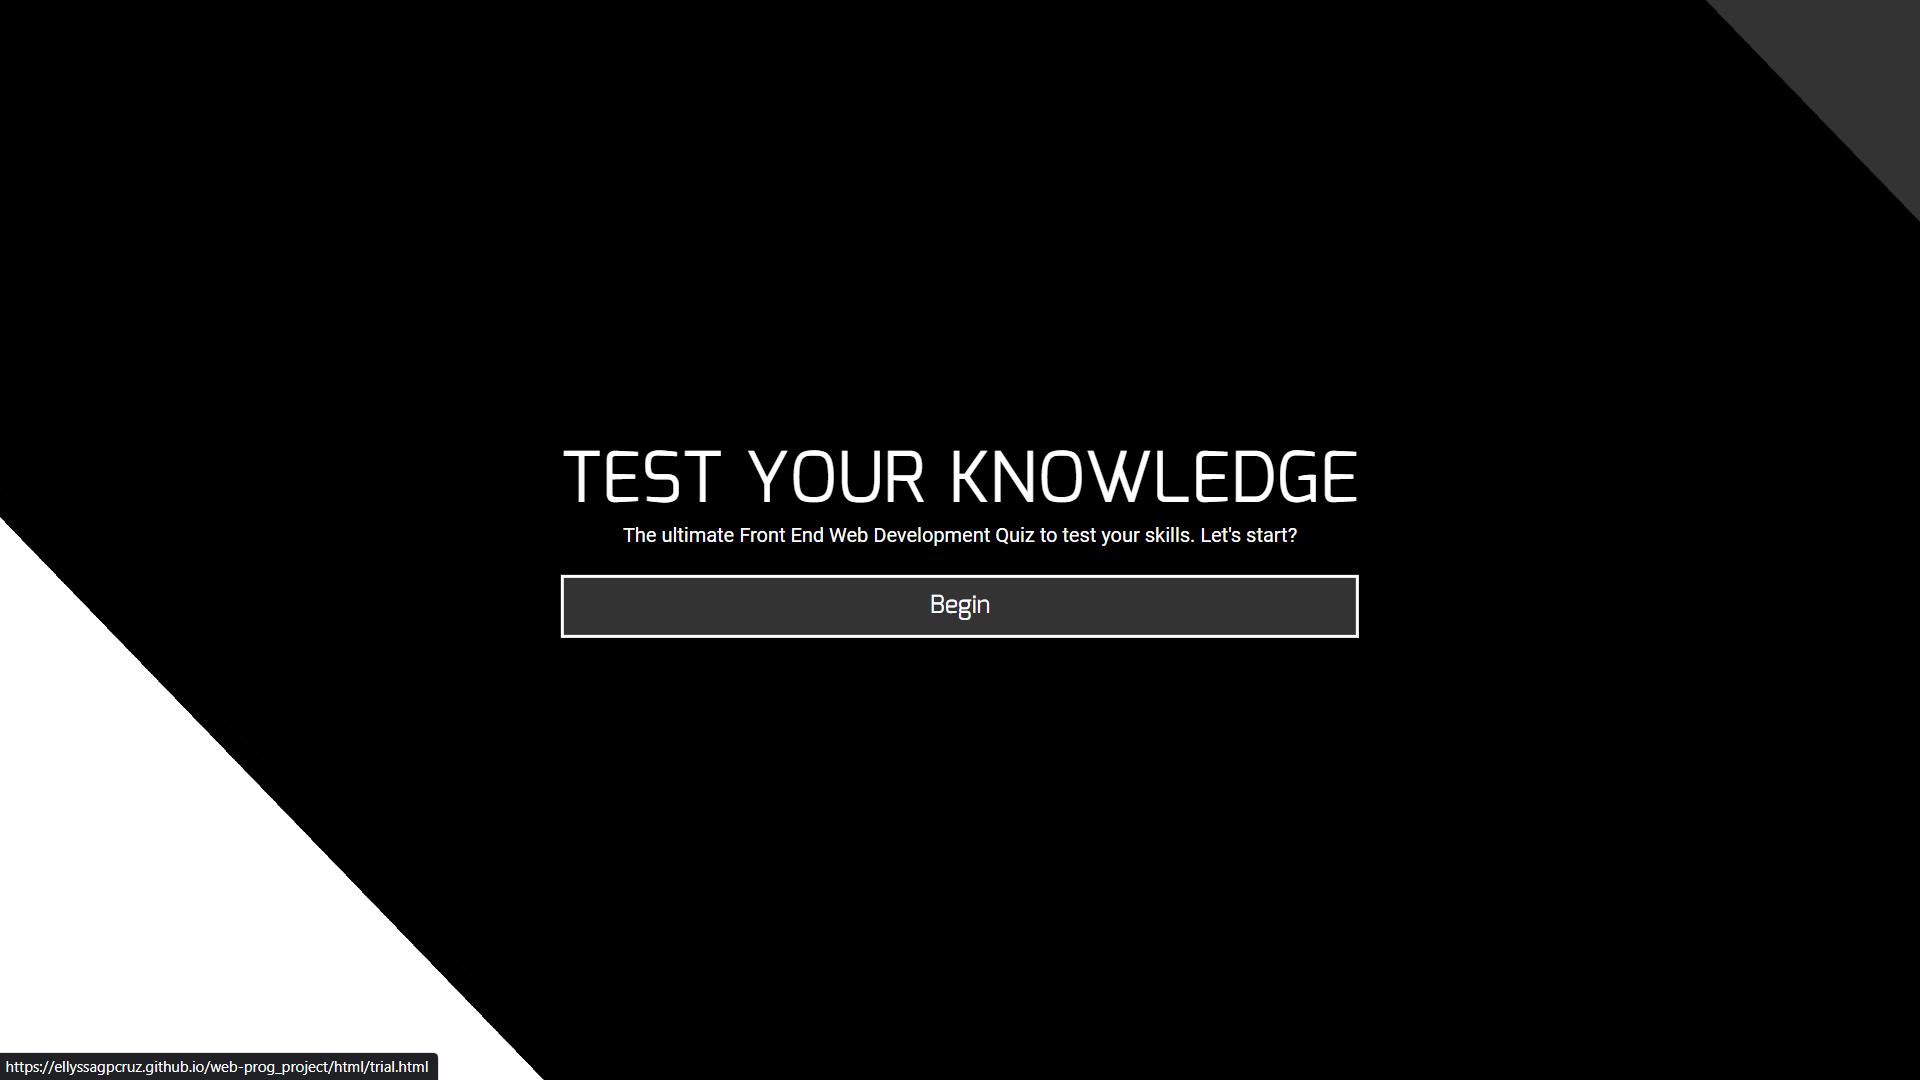 TEST YOUR KNOWLEDGE
The ultimate Front End Web Development Quiz to test your skills. Let's start?
Begin
https://ellyssagpcruz.github.io/web-prog_project/html/trial.html